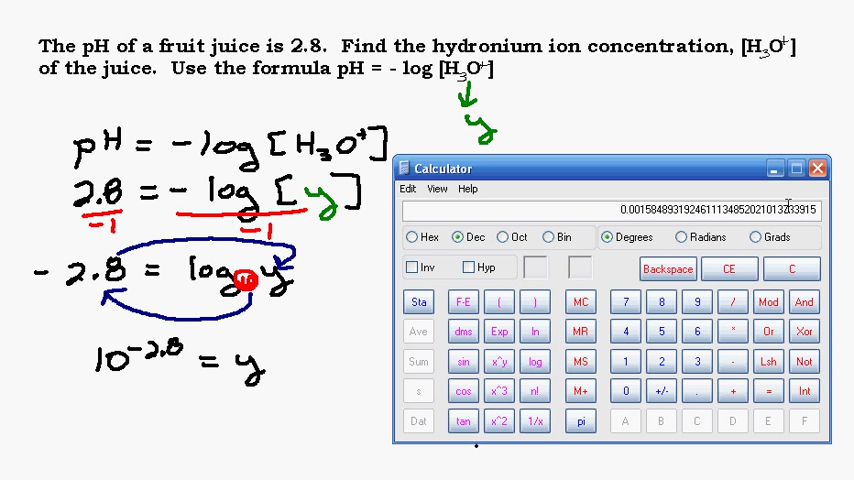 The pH of a fruit juice is 2.8. Find the hydronium ion concentration, [H₃O⁺]
of the juice. Use the formula pH = - log [H₃O⁺]
y
pH = -log [H₃O⁺]
2.8 = - log [y]
-1 -1
-2.8 = log₁₀ y
10^-2.8 = y
Calculator
Edit View Help
Hex Dec Oct Bin Degrees Radians Grads
Inv Hyp Backspace CE C
Sta F-E ( ) MC 7 8 9 / Mod And
Ave dms Exp ln MR 4 5 6 * Or Xor
Sum sin x^y log MS 1 2 3 - Lsh Not
s cos x^3 n! M+ 0 +/- . + = Int
Dat tan x^2 1/x pi A B C D E F